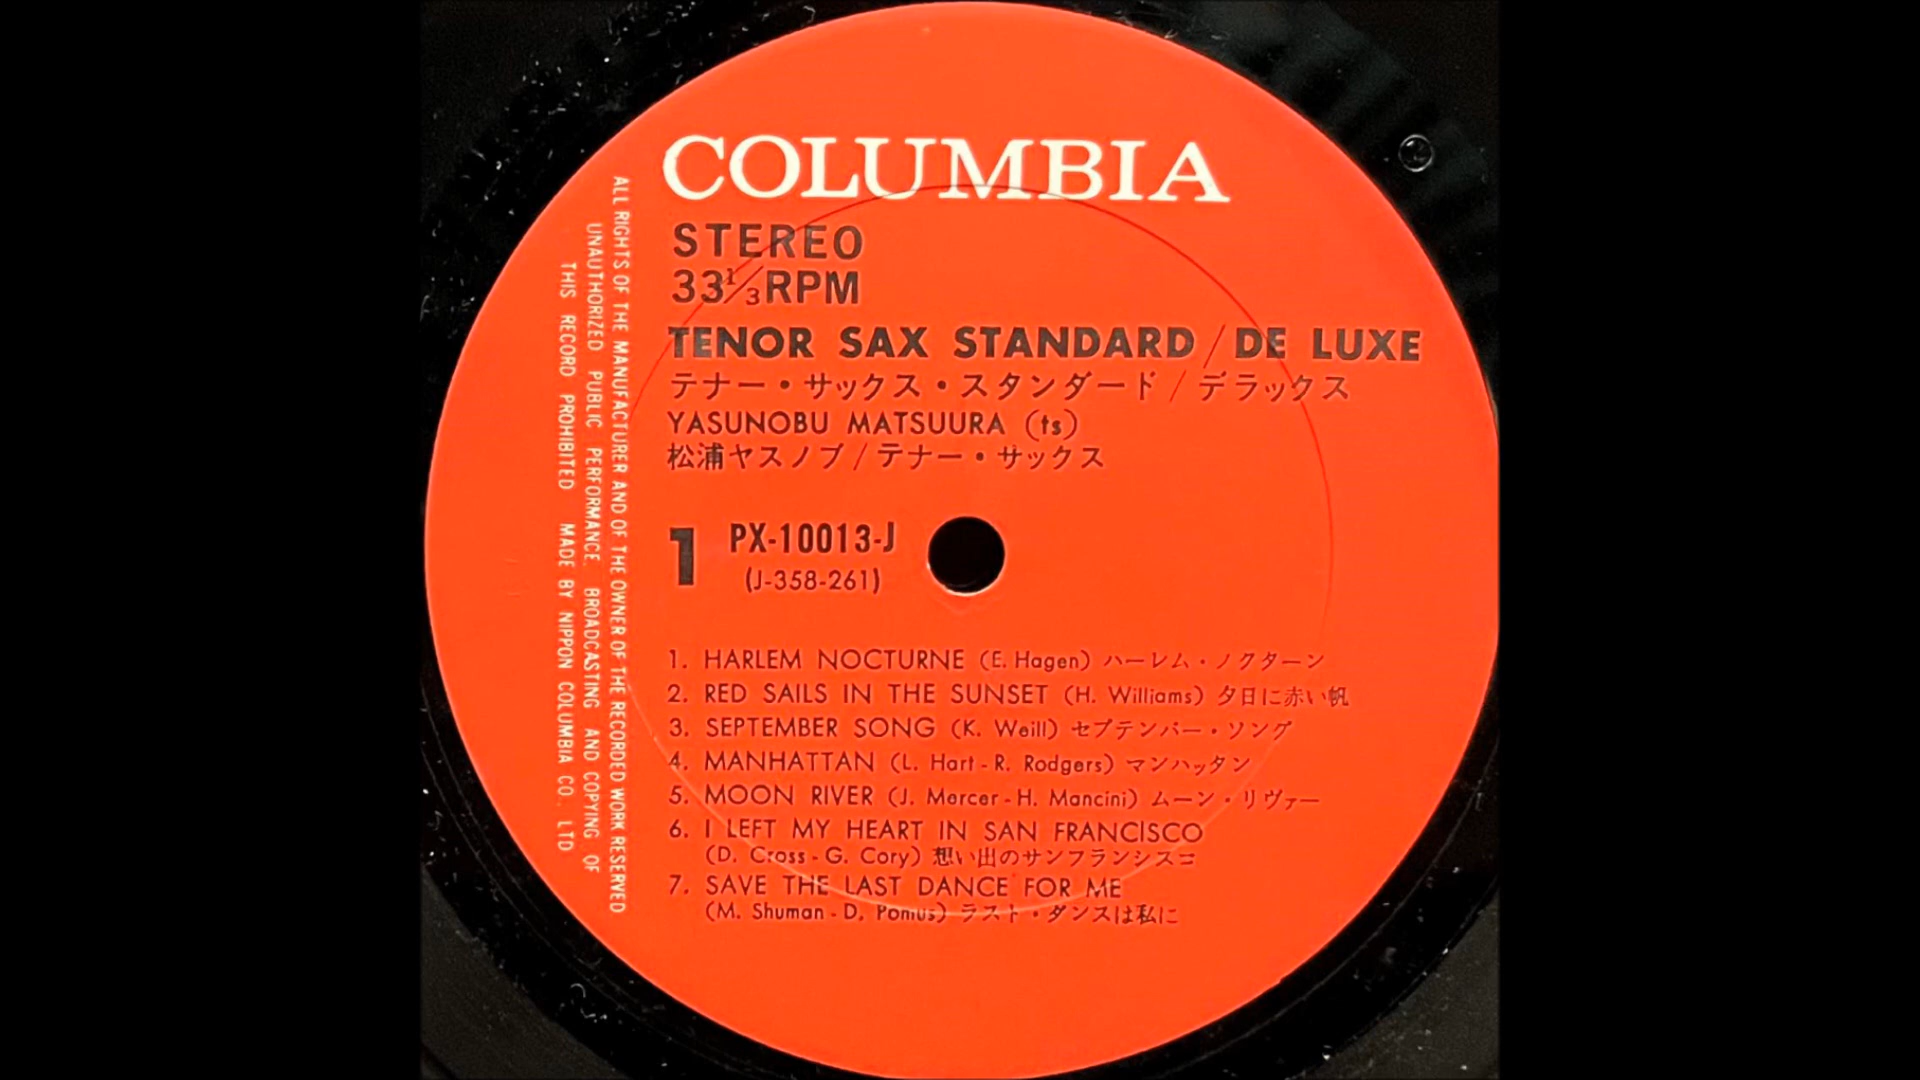 COLUMBIA
STEREO
33 1/3 RPM
TENOR SAX STANDARD / DE LUXE
テナー・サックス・スタンダード / デラックス
YASUNOBU MATSUURA (ts)
松浦ヤスノブ / テナー・サックス
1 PX-10013-J
(J-358-261)
1. HARLEM NOCTURNE (E. Hagen) ハーレム・ノクターン
2. RED SAILS IN THE SUNSET (H. Williams) 夕日に赤い帆
3. SEPTEMBER SONG (K. Weill) セプテンバー・ソング
4. MANHATTAN (L. Hart - R. Rodgers) マンハッタン
5. MOON RIVER (J. Mercer - H. Mancini) ムーン・リヴァー
6. I LEFT MY HEART IN SAN FRANCISCO
(D. Cross - G. Cory) 想い出のサンフランシスコ
7. SAVE THE LAST DANCE FOR ME
(M. Shuman - D. Pomus) ラスト・ダンスは私に
ALL RIGHTS OF THE MANUFACTURER AND OF THE OWNER OF THE RECORDED WORK RESERVED
UNAUTHORIZED PUBLIC PERFORMANCE, BROADCASTING AND COPYING OF
THIS RECORD PROHIBITED MADE BY NIPPON COLUMBIA CO., LTD.